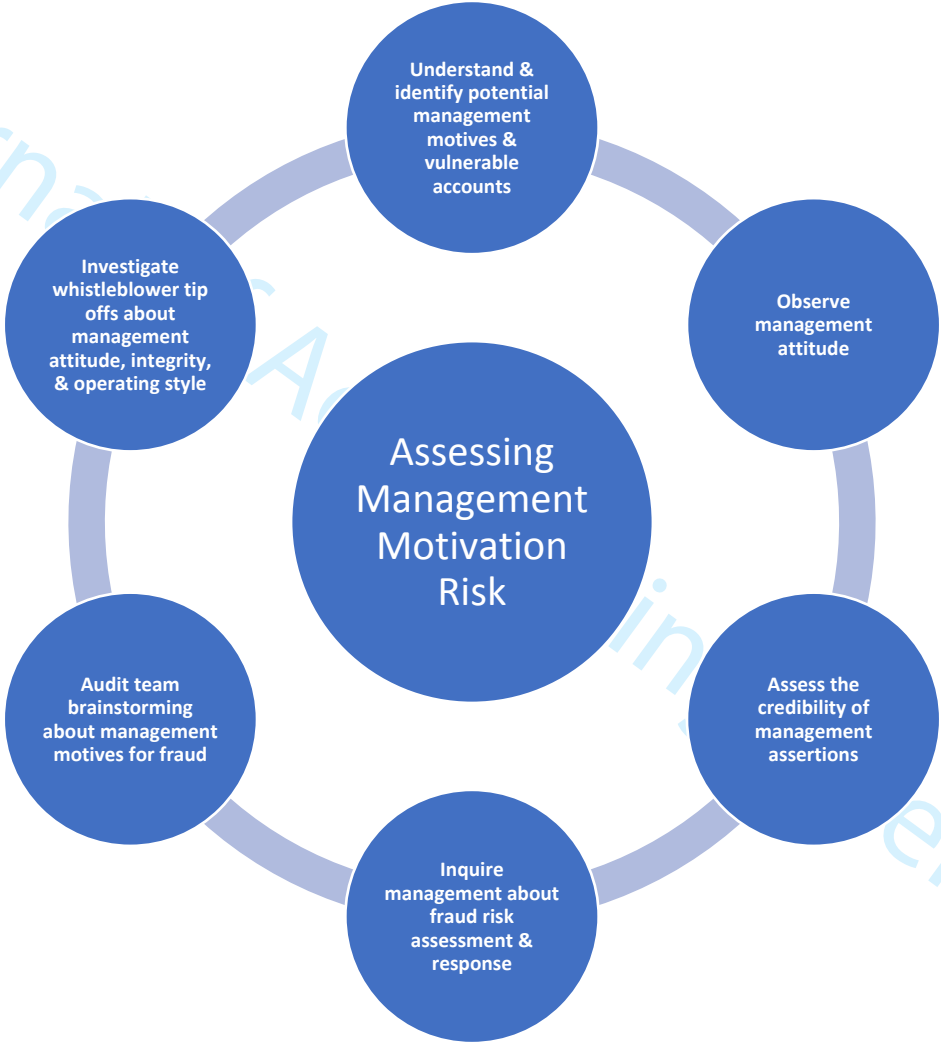 Understand &
identify potential
management
motives &
vulnerable
accounts
Observe
management
attitude
Assess the
credibility of
management
assertions
Inquire
management about
fraud risk
assessment &
response
Audit team
brainstorming
about management
motives for fraud
Investigate
whistleblower tip
offs about
management
attitude, integrity,
& operating style
Assessing
Management
Motivation
Risk